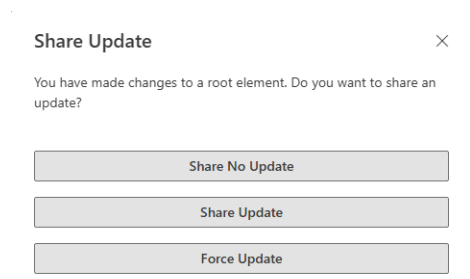 Share Update
You have made changes to a root element. Do you want to share an
update?
Share No Update
Share Update
Force Update